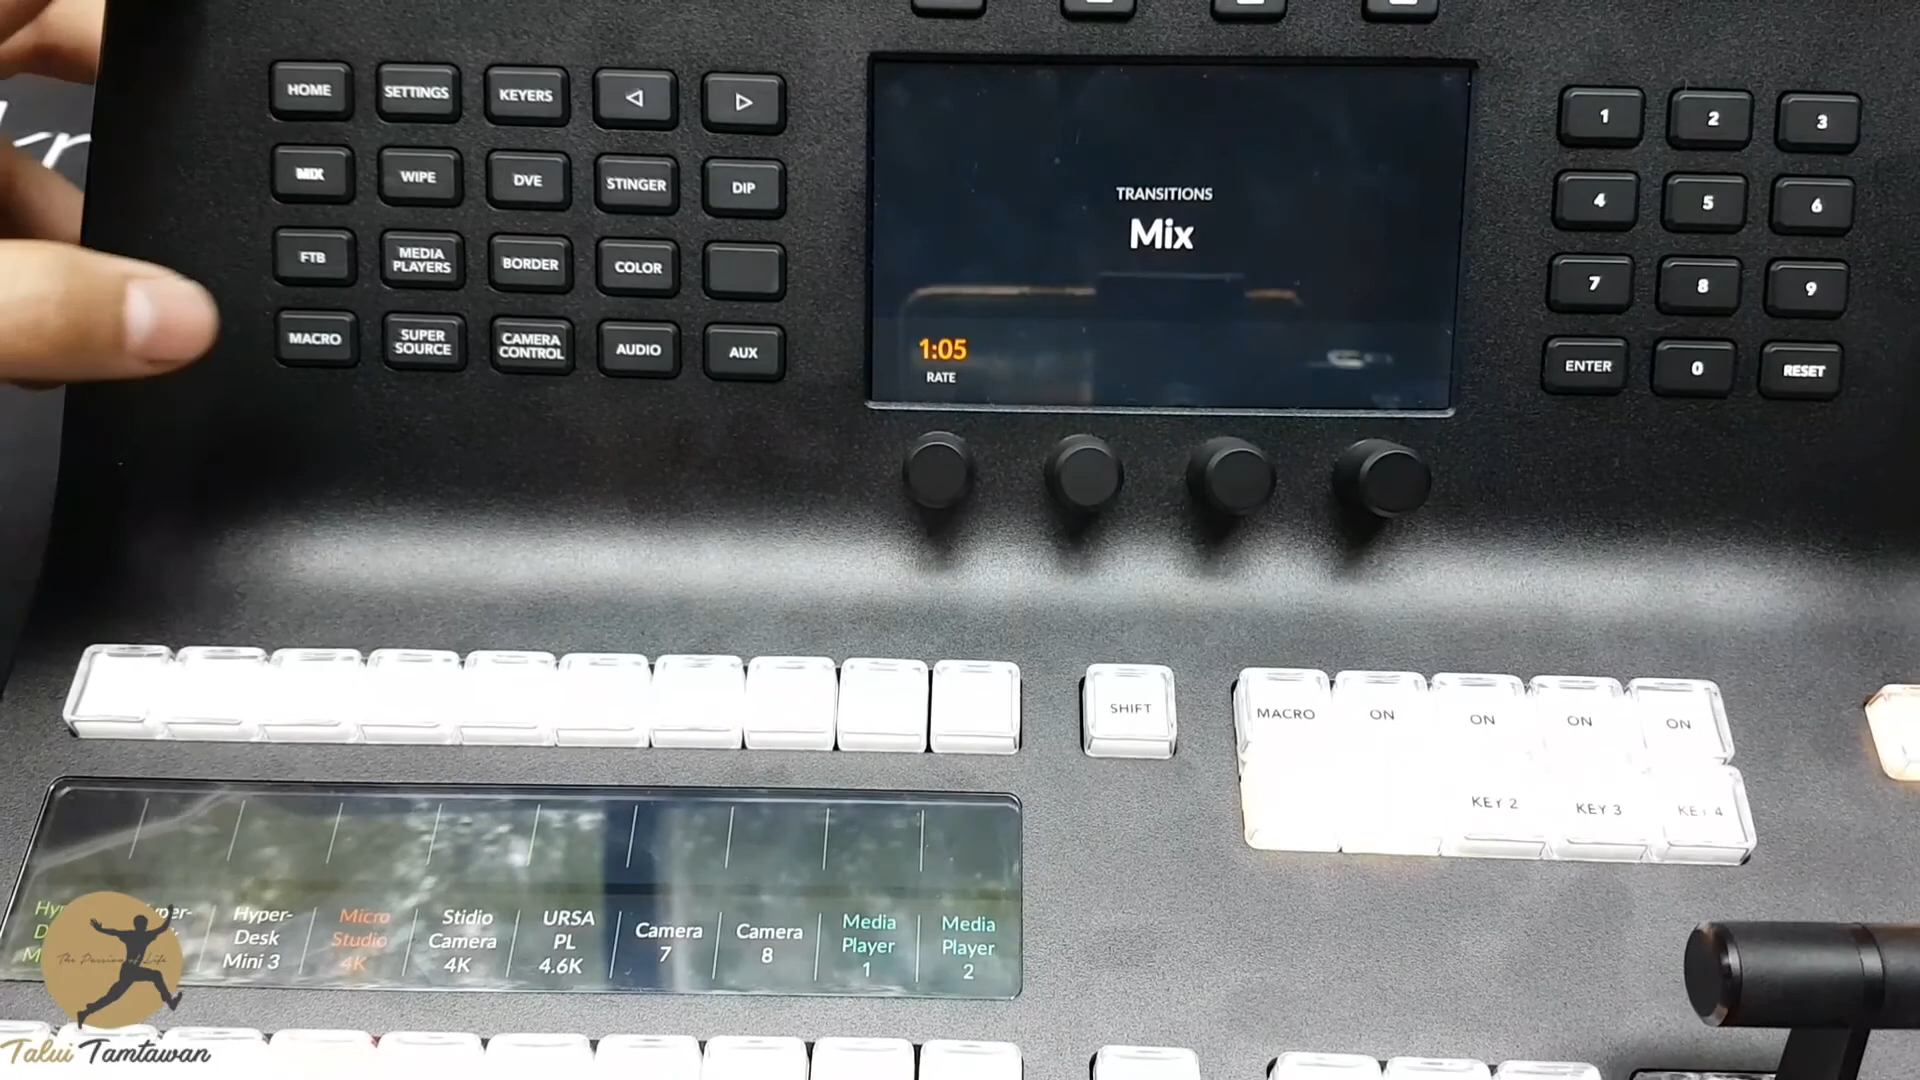 HOME SETTINGS KEYERS
MIX WIPE DVE STINGER DIP
FTB MEDIA PLAYERS BORDER COLOR
MACRO SUPER SOURCE CAMERA CONTROL AUDIO AUX
TRANSITIONS
Mix
1:05
RATE
1 2 3
4 5 6
7 8 9
ENTER 0 RESET
SHIFT
MACRO ON ON ON ON
KEY 2 KEY 3 KEY 4
Hyper-
Desk
Mini 3
Micro
Studio
4K
Stidio
Camera
4K
URSA
PL
4.6K
Camera
7
Camera
8
Media
Player
1
Media
Player
2
The Passion of Life
Talui Tamtawan